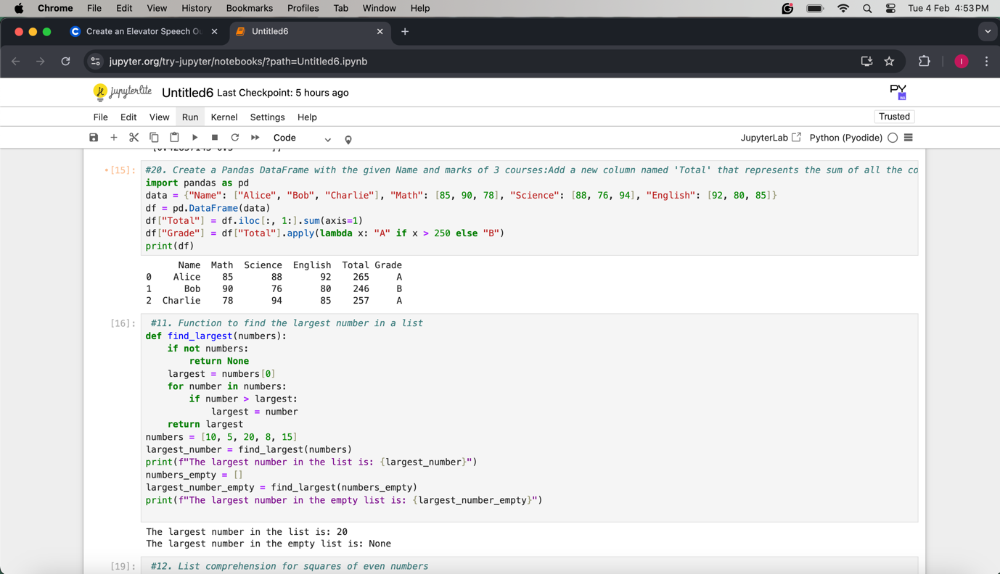 Chrome File Edit View History Bookmarks Profiles Tab Window Help Tue 4 Feb 4:53 PM
Create an Elevator Speech Ou Untitled6
jupyter.org/try-jupyter/notebooks/?path=Untitled6.ipynb I
jupyterlite Untitled6 Last Checkpoint: 5 hours ago PY
File Edit View Run Kernel Settings Help Trusted
Code JupyterLab Python (Pyodide)
[15]: #20. Create a Pandas DataFrame with the given Name and marks of 3 courses:Add a new column named 'Total' that represents the sum of all the co
import pandas as pd
data = {"Name": ["Alice", "Bob", "Charlie"], "Math": [85, 90, 78], "Science": [88, 76, 94], "English": [92, 80, 85]}
df = pd.DataFrame(data)
df["Total"] = df.iloc[:, 1:].sum(axis=1)
df["Grade"] = df["Total"].apply(lambda x: "A" if x > 250 else "B")
print(df)
Name Math Science English Total Grade
0 Alice 85 88 92 265 A
1 Bob 90 76 80 246 B
2 Charlie 78 94 85 257 A
[16]: #11. Function to find the largest number in a list
def find_largest(numbers):
if not numbers:
return None
largest = numbers[0]
for number in numbers:
if number > largest:
largest = number
return largest
numbers = [10, 5, 20, 8, 15]
largest_number = find_largest(numbers)
print(f"The largest number in the list is: {largest_number}")
numbers_empty = []
largest_number_empty = find_largest(numbers_empty)
print(f"The largest number in the empty list is: {largest_number_empty}")
The largest number in the list is: 20
The largest number in the empty list is: None
[19]: #12. List comprehension for squares of even numbers